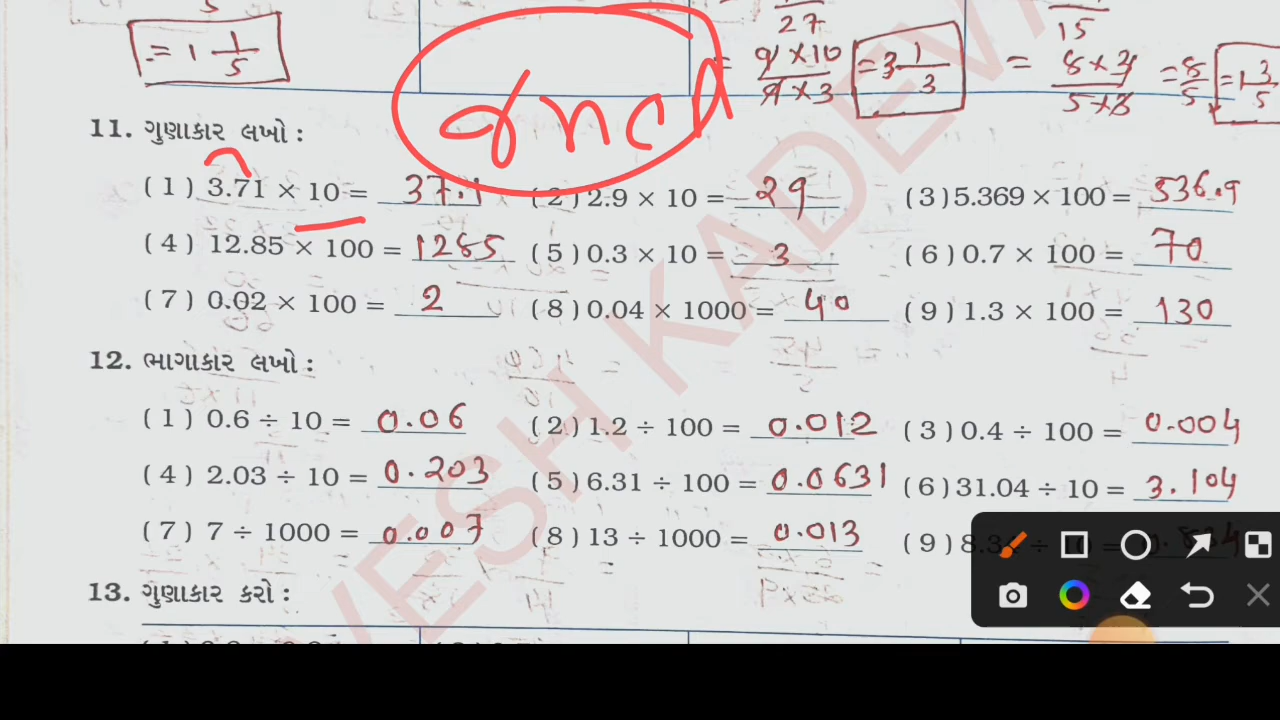 27 15
= 1 1/5 = 9 × 10 / 9 × 3 = 3 1/3 = 8 × 3 / 5 × 3 = 8/5 = 1 3/5
11. ગુણાકાર લખો :
( 1 ) 3.71 × 10 = 37.1 ( 2 ) 2.9 × 10 = 29 ( 3 ) 5.369 × 100 = 536.9
( 4 ) 12.85 × 100 = 1285 ( 5 ) 0.3 × 10 = 3 ( 6 ) 0.7 × 100 = 70
( 7 ) 0.02 × 100 = 2 ( 8 ) 0.04 × 1000 = 40 ( 9 ) 1.3 × 100 = 130
12. ભાગાકાર લખો :
( 1 ) 0.6 ÷ 10 = 0.06 ( 2 ) 1.2 ÷ 100 = 0.012 ( 3 ) 0.4 ÷ 100 = 0.004
( 4 ) 2.03 ÷ 10 = 0.203 ( 5 ) 6.31 ÷ 100 = 0.0631 ( 6 ) 31.04 ÷ 10 = 3.104
( 7 ) 7 ÷ 1000 = 0.007 ( 8 ) 13 ÷ 1000 = 0.013 ( 9 )
13. ગુણાકાર કરો :